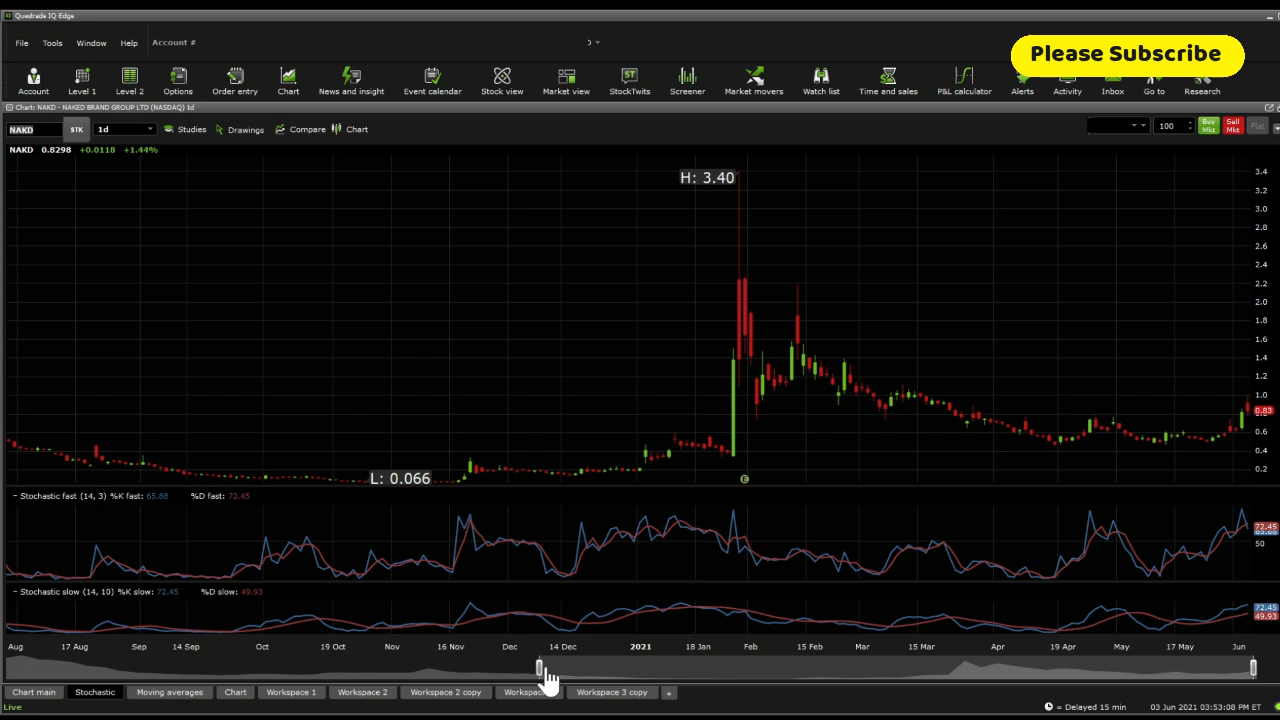 Questrade IQ Edge
File Tools Window Help Account #
Please Subscribe
Account Level 1 Level 2 Options Order entry Chart News and insight Event calendar Stock view Market view StockTwits Screener Market movers Watch list Time and sales P&L calculator Alerts Activity Inbox Go to Research
Chart: NAKD - NAKED BRAND GROUP LTD (NASDAQ) 1d
NAKD STK 1d Studies Drawings Compare Chart 100 Buy Mkt Sell Mkt Flat
NAKD 0.8298 +0.0118 +1.44%
H: 3.40
3.4
3.2
3.0
2.8
2.6
2.4
2.2
2.0
1.8
1.6
1.4
1.2
1.0
0.83
0.6
0.4
0.2
L: 0.066
E
Stochastic fast (14, 3) %K fast: 65.88 %D fast: 72.45
72.45
65.88
50
Stochastic slow (14, 10) %K slow: 72.45 %D slow: 49.93
72.45
49.93
Aug 17 Aug Sep 14 Sep Oct 19 Oct Nov 16 Nov Dec 14 Dec 2021 18 Jan Feb 15 Feb Mar 15 Mar Apr 19 Apr May 17 May Jun
Chart main Stochastic Moving averages Chart Workspace 1 Workspace 2 Workspace 2 copy Workspace 3 copy +
Live = Delayed 15 min 03 Jun 2021 03:53:08 PM ET